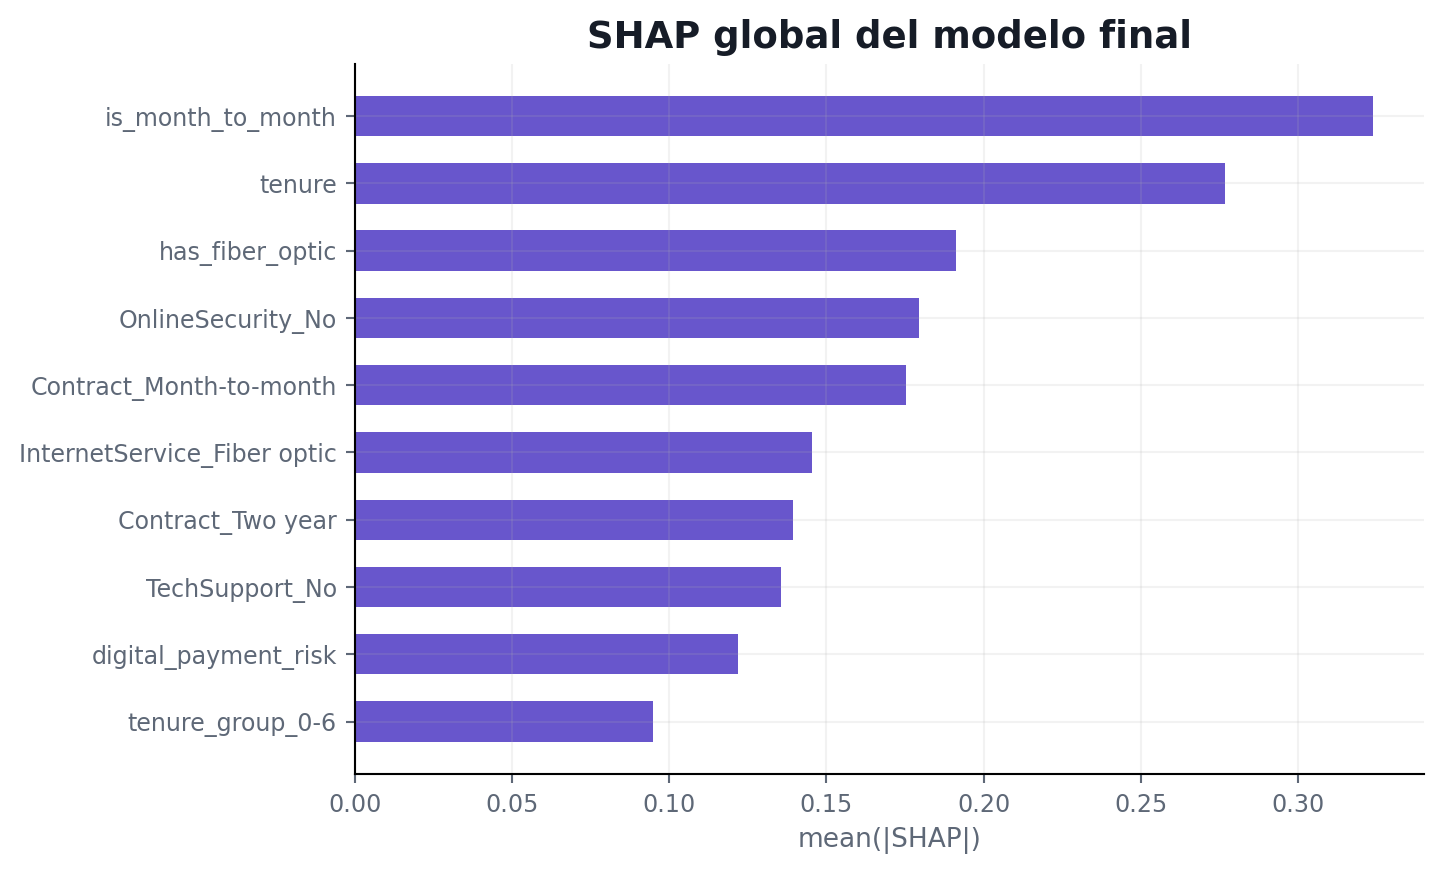 SHAP global del modelo final
is_month_to_month
tenure
has_fiber_optic
OnlineSecurity_No
Contract_Month-to-month
InternetService_Fiber optic
Contract_Two year
TechSupport_No
digital_payment_risk
tenure_group_0-6
0.00 0.05 0.10 0.15 0.20 0.25 0.30
mean(|SHAP|)